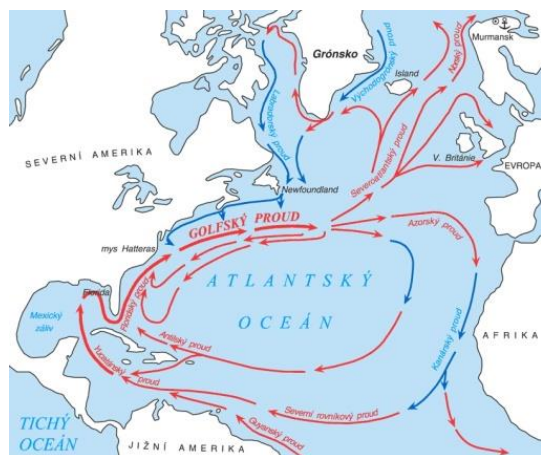 Murmansk
Grónsko
Východogrónský proud
Island
Norský proud
Labradorský proud
SEVERNÍ AMERIKA
V. Británie
EVROPA
Severoatlantský proud
Newfoundland
GOLFSKÝ PROUD
mys Hatteras
Azorský proud
ATLANTSKÝ
OCEÁN
Florida
Floridský proud
Mexický
záliv
Antilský proud
AFRIKA
Kanárský proud
Yucatánský proud
Severní rovníkový proud
Guyanský proud
TICHÝ
OCEÁN
JIŽNÍ AMERIKA